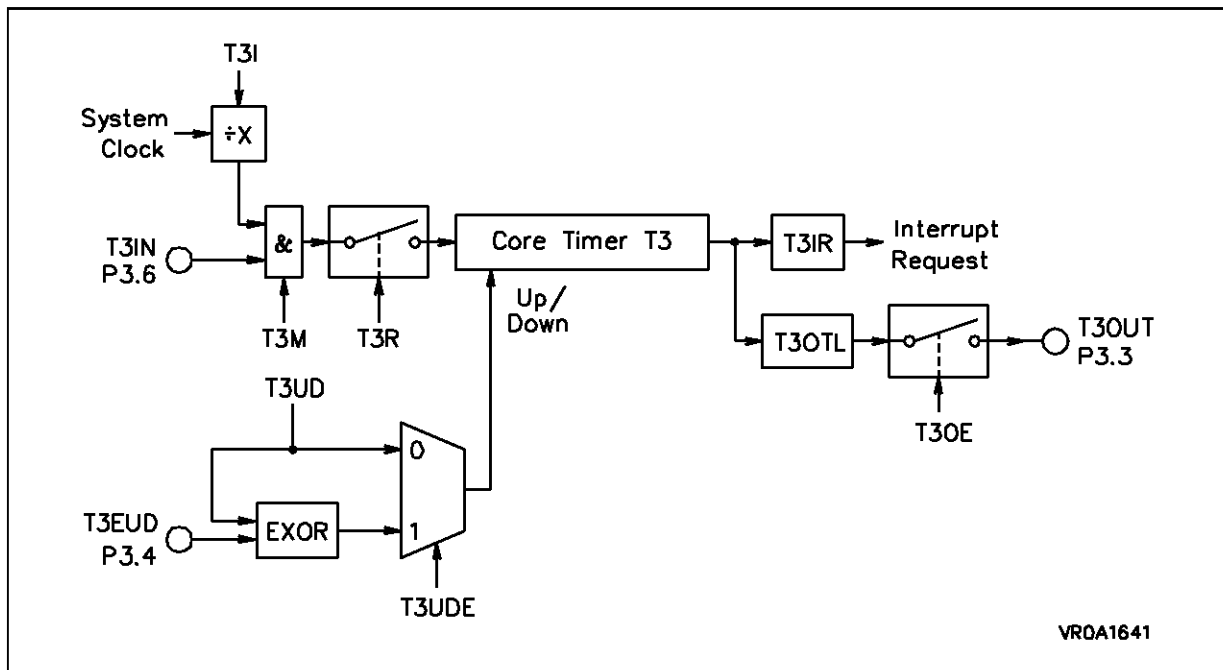 T3I
System
Clock
÷X
T3IN
P3.6
&
Core Timer T3
T3IR
Interrupt
Request
T3M
T3R
Up/
Down
T3OTL
T3OUT
P3.3
T3OE
T3UD
0
T3EUD
P3.4
EXOR
1
T3UDE
VR0A1641